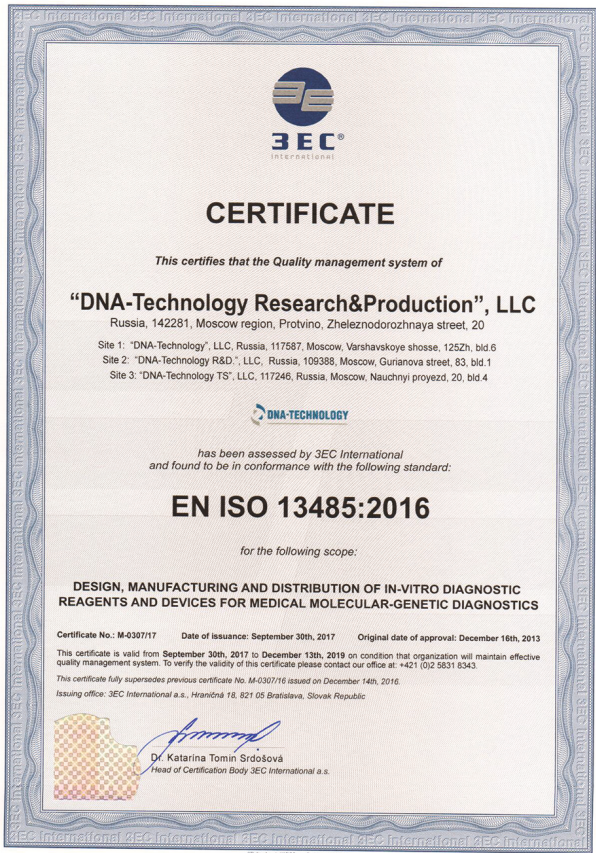 3EC®
International
CERTIFICATE
This certifies that the Quality management system of
“DNA-Technology Research&Production”, LLC
Russia, 142281, Moscow region, Protvino, Zheleznodorozhnaya street, 20
Site 1: “DNA-Technology”, LLC, Russia, 117587, Moscow, Varshavskoye shosse, 125Zh, bld.6
Site 2: “DNA-Technology R&D.”, LLC, Russia, 109388, Moscow, Gurianova street, 83, bld.1
Site 3: “DNA-Technology TS”, LLC, 117246, Russia, Moscow, Nauchnyi proyezd, 20, bld.4
DNA-TECHNOLOGY
has been assessed by 3EC International
and found to be in conformance with the following standard:
EN ISO 13485:2016
for the following scope:
DESIGN, MANUFACTURING AND DISTRIBUTION OF IN-VITRO DIAGNOSTIC
REAGENTS AND DEVICES FOR MEDICAL MOLECULAR-GENETIC DIAGNOSTICS
Certificate No.: M-0307/17 Date of issuance: September 30th, 2017 Original date of approval: December 16th, 2013
This certificate is valid from September 30th, 2017 to December 13th, 2019 on condition that organization will maintain effective
quality management system. To verify the validity of this certificate please contact our office at: +421 (0)2 5831 8343.
This certificate fully supersedes previous certificate No. M-0307/16 issued on December 14th, 2016.
Issuing office: 3EC International a.s., Hraničná 18, 821 05 Bratislava, Slovak Republic
Dr. Katarína Tomin Srdošová
Head of Certification Body 3EC International a.s.